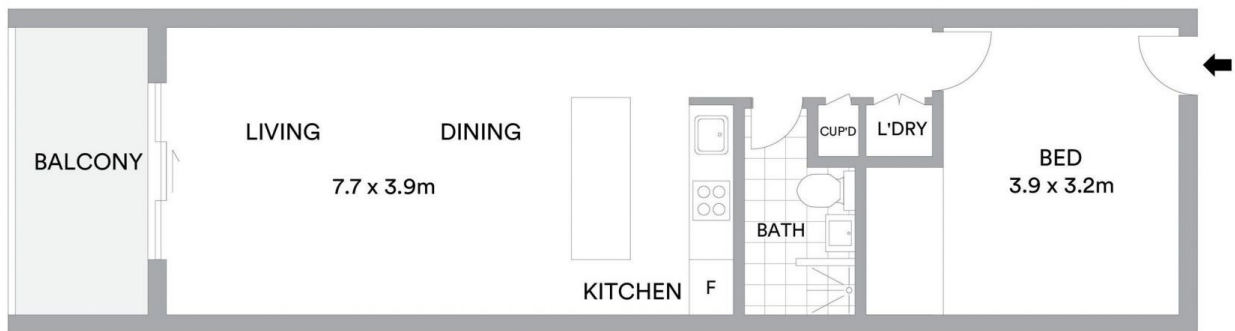 BALCONY
LIVING
DINING
7.7 x 3.9m
KITCHEN
F
BATH
CUP'D
L'DRY
BED
3.9 x 3.2m